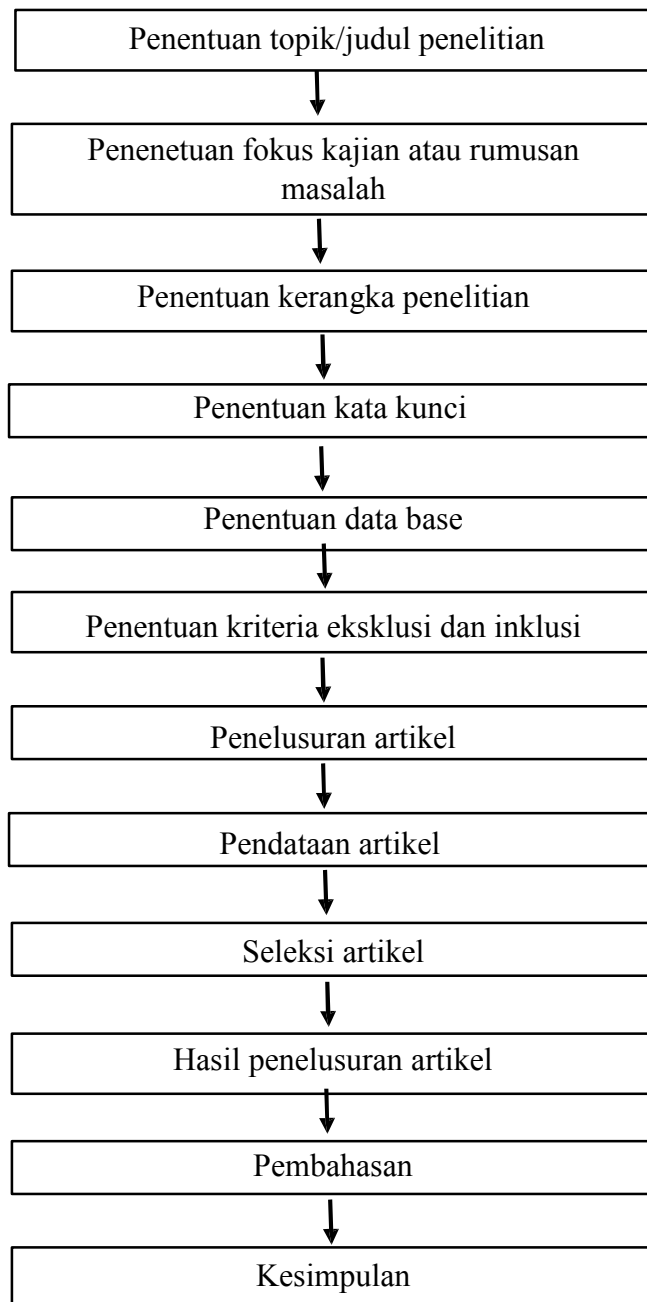 Penentuan topik/judul penelitian
Penenetuan fokus kajian atau rumusan
masalah
Penentuan kerangka penelitian
Penentuan kata kunci
Penentuan data base
Penentuan kriteria eksklusi dan inklusi
Penelusuran artikel
Pendataan artikel
Seleksi artikel
Hasil penelusuran artikel
Pembahasan
Kesimpulan